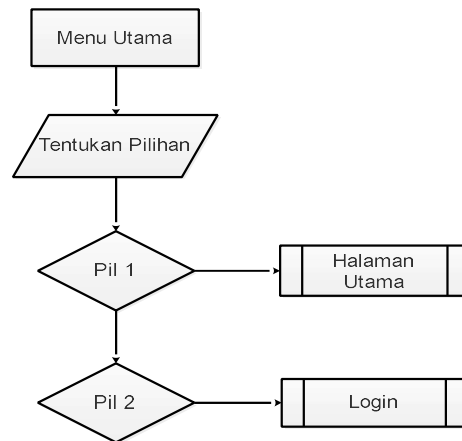 Menu Utama
Tentukan Pilihan
Pil 1
Halaman
Utama
Pil 2
Login